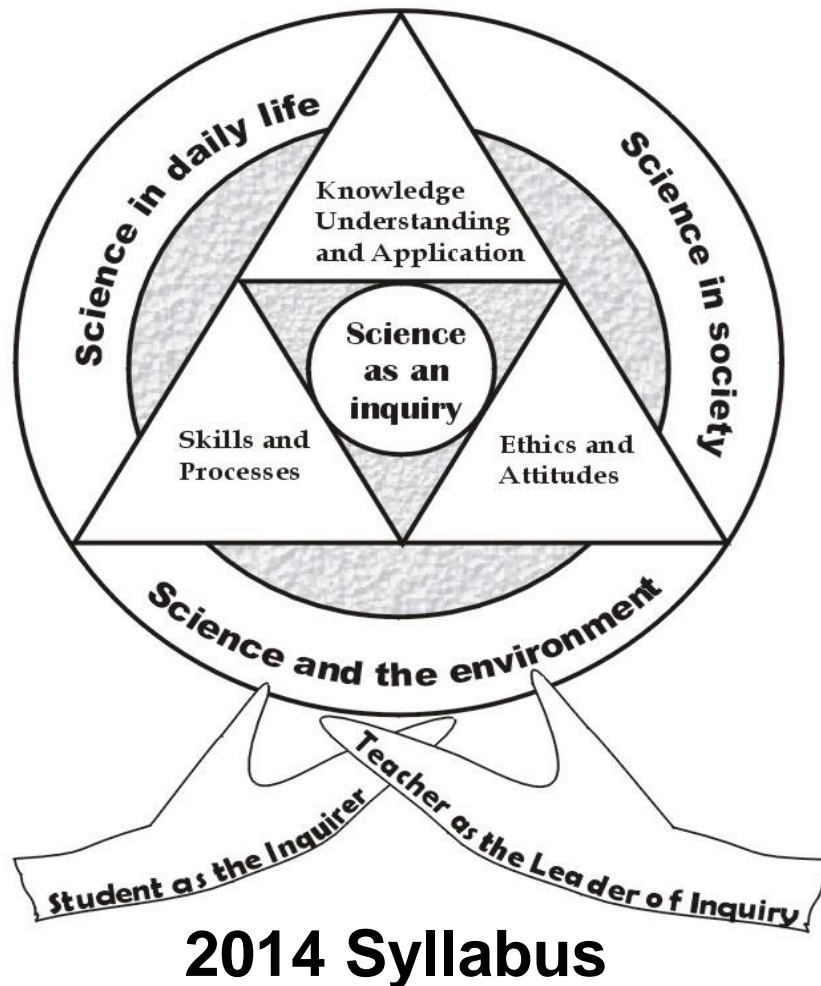 Science in daily life
Science in society
Knowledge
Understanding
and Application
Science
as an
inquiry
Skills and
Processes
Ethics and
Attitudes
Science and the environment
Student as the Inquirer
Teacher as the Leader of Inquiry
2014 Syllabus